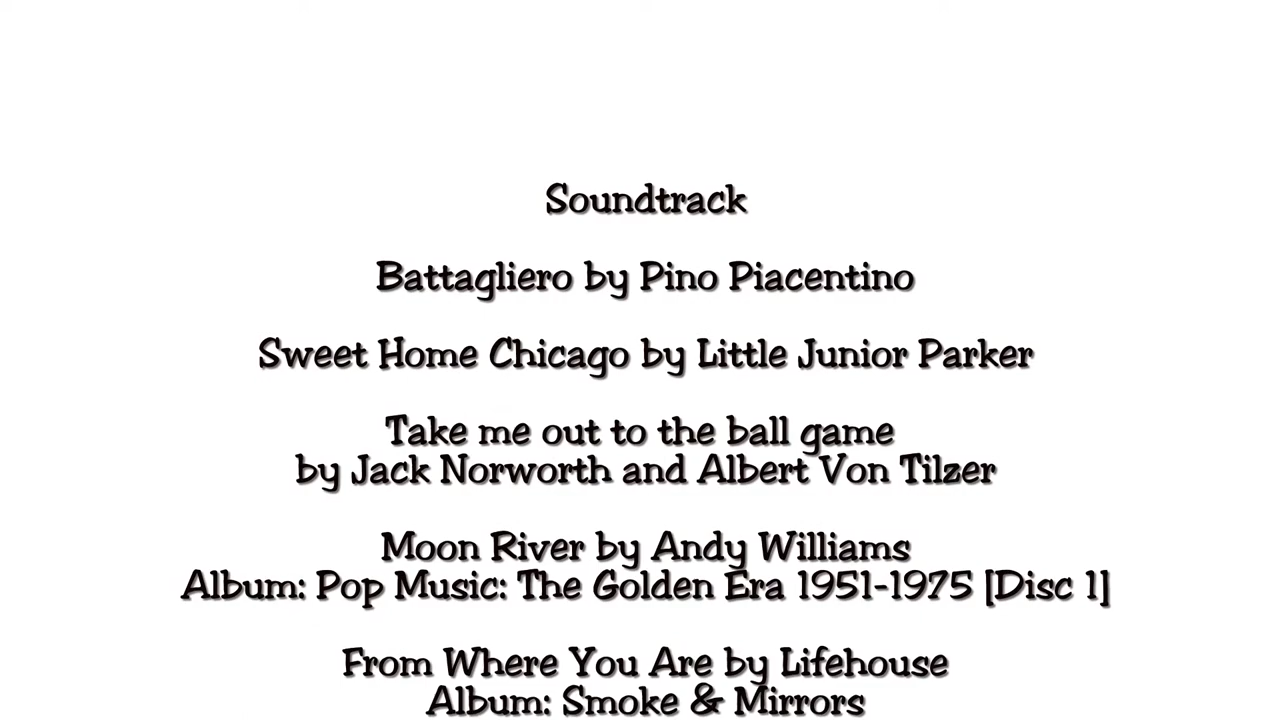 Soundtrack
Battagliero by Pino Piacentino
Sweet Home Chicago by Little Junior Parker
Take me out to the ball game
by Jack Norworth and Albert Von Tilzer
Moon River by Andy Williams
Album: Pop Music: The Golden Era 1951-1975 [Disc 1]
From Where You Are by Lifehouse
Album: Smoke & Mirrors